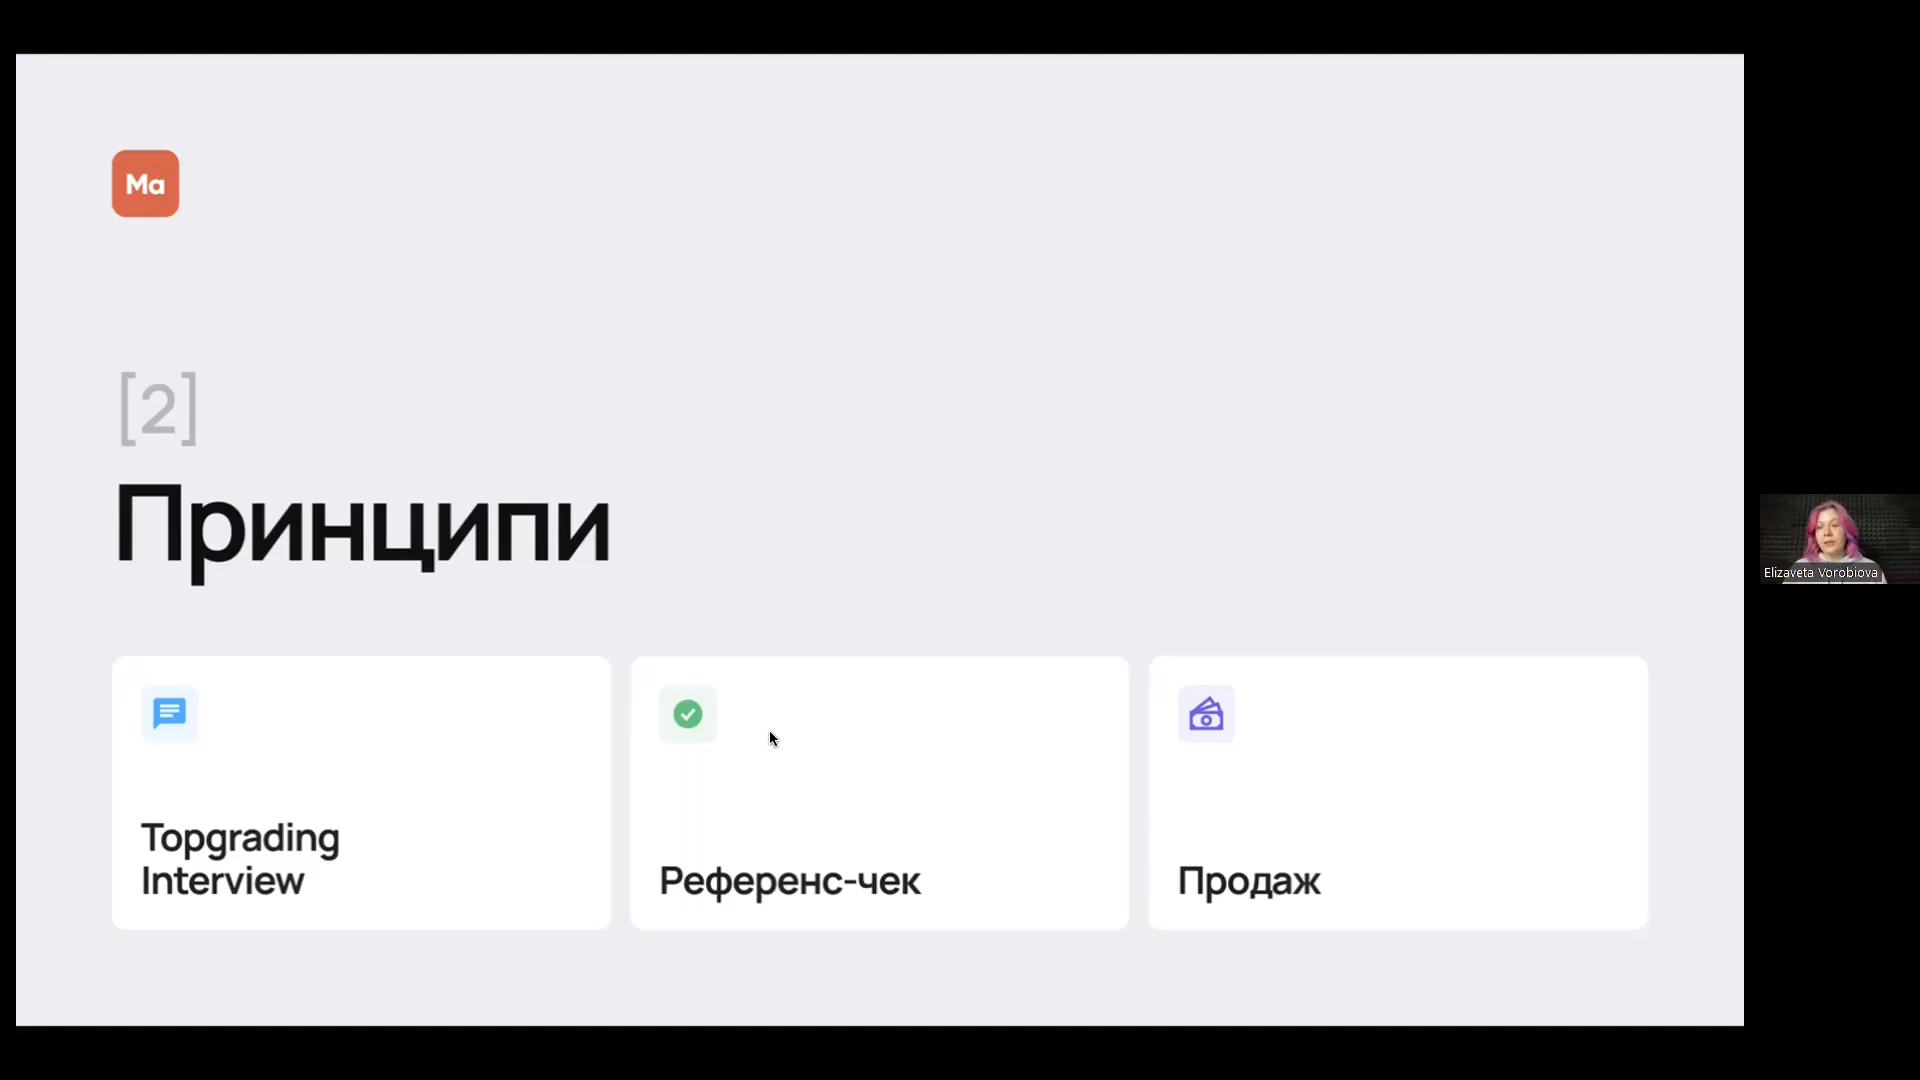 Ma
[2]
Принципи
Topgrading
Interview
Референс-чек
Продаж
Elizaveta Vorobiova